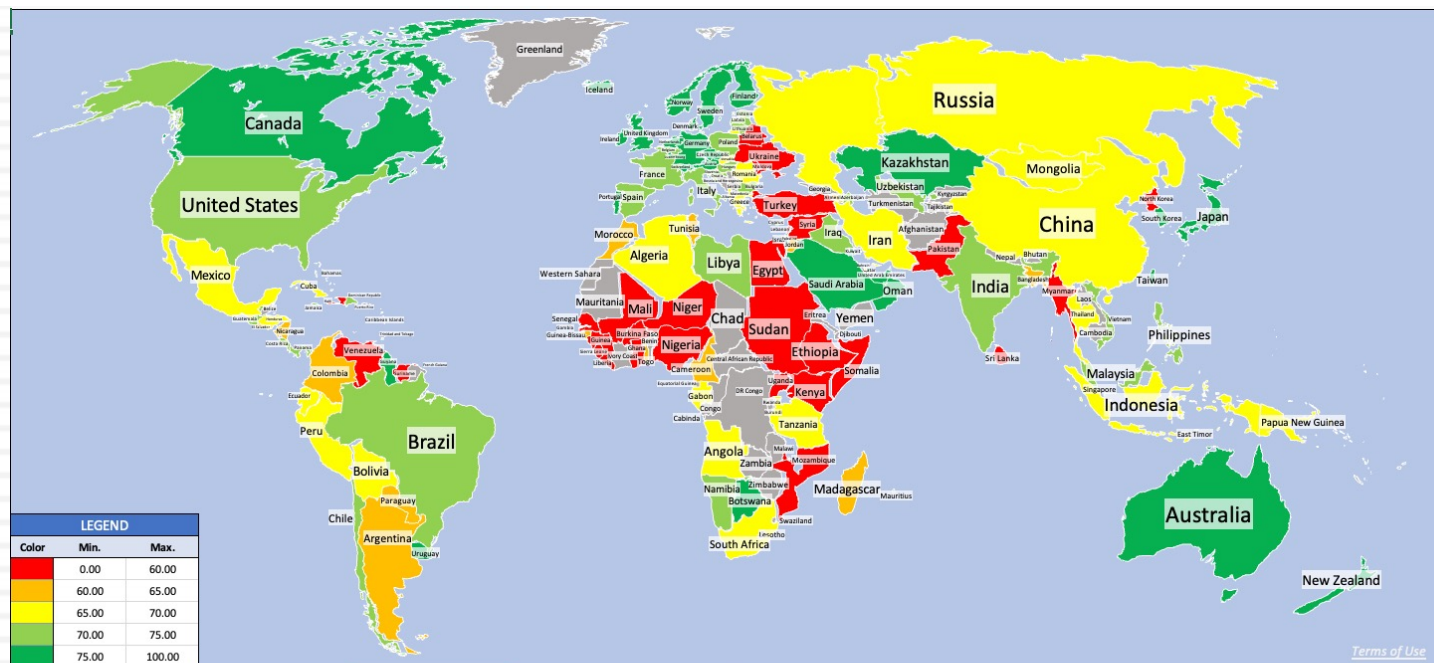 Greenland
Iceland
Canada
Norway
Sweden
Finland
Russia
Denmark
Ireland
United Kingdom
Germany
Poland
Belarus
Kazakhstan
Mongolia
France
Ukraine
Romania
United States
Portugal
Spain
Italy
Greece
Georgia
Turkey
Uzbekistan
Turkmenistan
Kyrgyzstan
Tajikistan
North Korea
South Korea
Japan
China
Morocco
Tunisia
Syria
Iraq
Iran
Afghanistan
Algeria
Libya
Egypt
Jordan
Kuwait
Pakistan
Nepal
Bhutan
Bangladesh
Mexico
Cuba
Bahamas
Western Sahara
Saudi Arabia
United Arab Emirates
Oman
India
Myanmar
Laos
Taiwan
Mauritania
Mali
Niger
Chad
Sudan
Eritrea
Yemen
Djibouti
Thailand
Vietnam
Cambodia
Philippines
Jamaica
Belize
Guatemala
Nicaragua
Costa Rica
Panama
Caribbean Islands
Trinidad and Tobago
Senegal
Gambia
Guinea-Bissau
Guinea
Sierra Leone
Liberia
Burkina Faso
Ivory Coast
Ghana
Togo
Benin
Nigeria
Cameroon
Central African Republic
Ethiopia
Somalia
Sri Lanka
Malaysia
Singapore
Indonesia
Venezuela
Guyana
Suriname
French Guiana
Colombia
Ecuador
Peru
Brazil
Equatorial Guinea
Gabon
Congo
DR Congo
Uganda
Kenya
Rwanda
Burundi
Cabinda
Tanzania
Papua New Guinea
East Timor
Bolivia
Angola
Zambia
Malawi
Mozambique
Zimbabwe
Madagascar
Mauritius
Paraguay
Chile
Argentina
Uruguay
Namibia
Botswana
Swaziland
Lesotho
South Africa
Australia
New Zealand
LEGEND
Color Min. Max.
0.00 60.00
60.00 65.00
65.00 70.00
70.00 75.00
75.00 100.00
Terms of Use